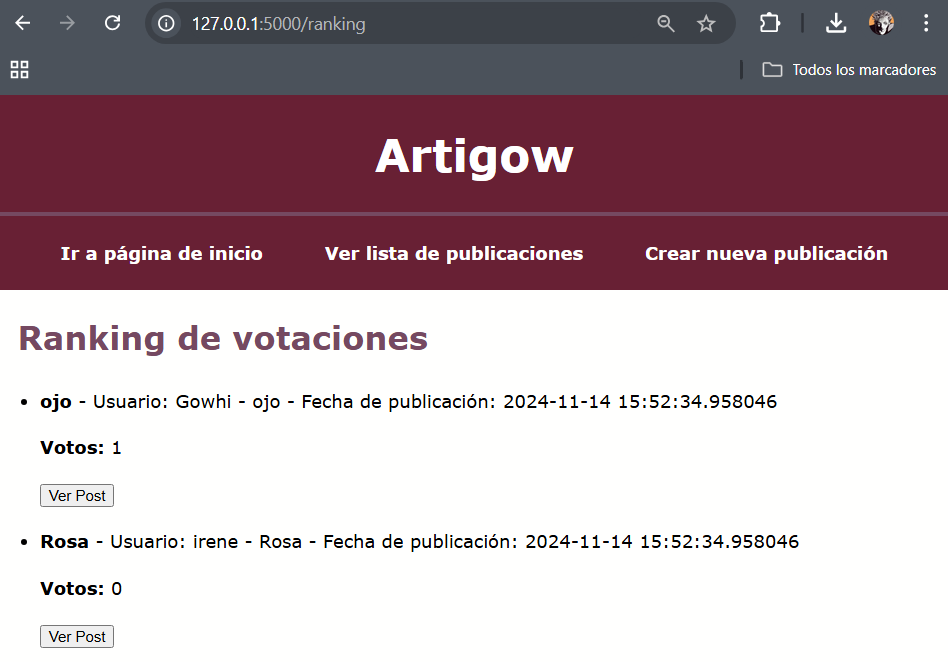 127.0.0.1:5000/ranking
Todos los marcadores
Artigow
Ir a página de inicio Ver lista de publicaciones Crear nueva publicación
Ranking de votaciones
• ojo - Usuario: Gowhi - ojo - Fecha de publicación: 2024-11-14 15:52:34.958046
Votos: 1
Ver Post
• Rosa - Usuario: irene - Rosa - Fecha de publicación: 2024-11-14 15:52:34.958046
Votos: 0
Ver Post